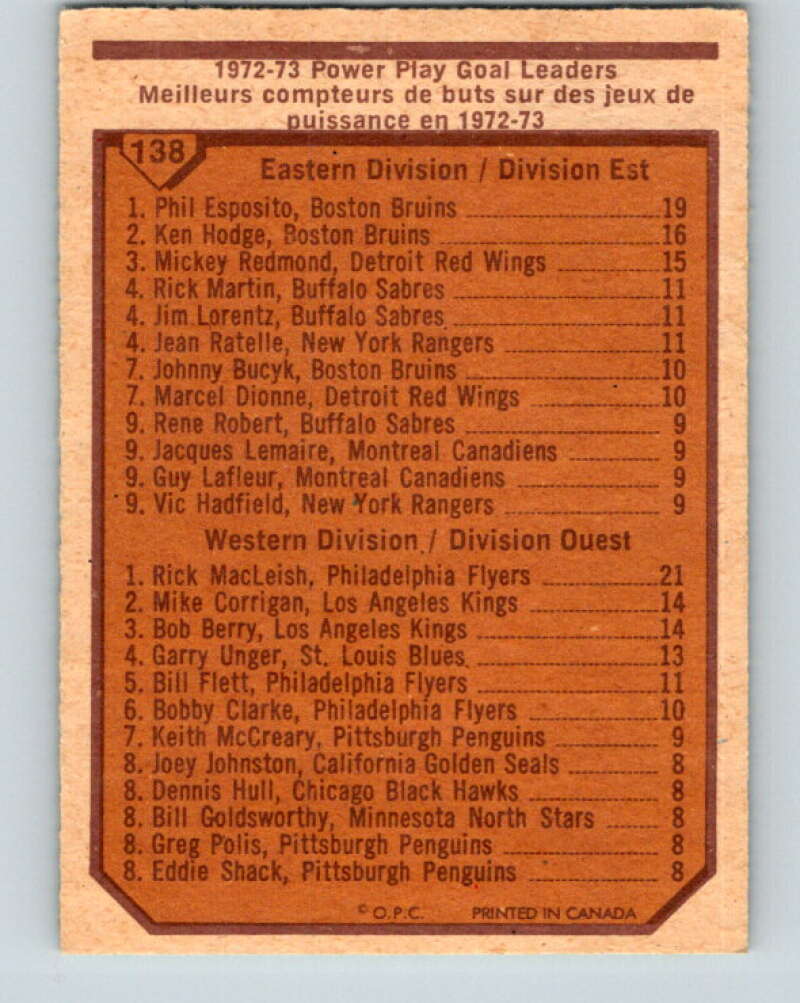 1972-73 Power Play Goal Leaders
Meilleurs compteurs de buts sur des jeux de
puissance en 1972-73
138
Eastern Division / Division Est
1. Phil Esposito, Boston Bruins 19
2. Ken Hodge, Boston Bruins 16
3. Mickey Redmond, Detroit Red Wings 15
4. Rick Martin, Buffalo Sabres 11
4. Jim Lorentz, Buffalo Sabres 11
4. Jean Ratelle, New York Rangers 11
7. Johnny Bucyk, Boston Bruins 10
7. Marcel Dionne, Detroit Red Wings 10
9. Rene Robert, Buffalo Sabres 9
9. Jacques Lemaire, Montreal Canadiens 9
9. Guy Lafleur, Montreal Canadiens 9
9. Vic Hadfield, New York Rangers 9
Western Division / Division Ouest
1. Rick MacLeish, Philadelphia Flyers 21
2. Mike Corrigan, Los Angeles Kings 14
3. Bob Berry, Los Angeles Kings 14
4. Garry Unger, St. Louis Blues 13
5. Bill Flett, Philadelphia Flyers 11
6. Bobby Clarke, Philadelphia Flyers 10
7. Keith McCreary, Pittsburgh Penguins 9
8. Joey Johnston, California Golden Seals 8
8. Dennis Hull, Chicago Black Hawks 8
8. Bill Goldsworthy, Minnesota North Stars 8
8. Greg Polis, Pittsburgh Penguins 8
8. Eddie Shack, Pittsburgh Penguins 8
© O.P.C. PRINTED IN CANADA